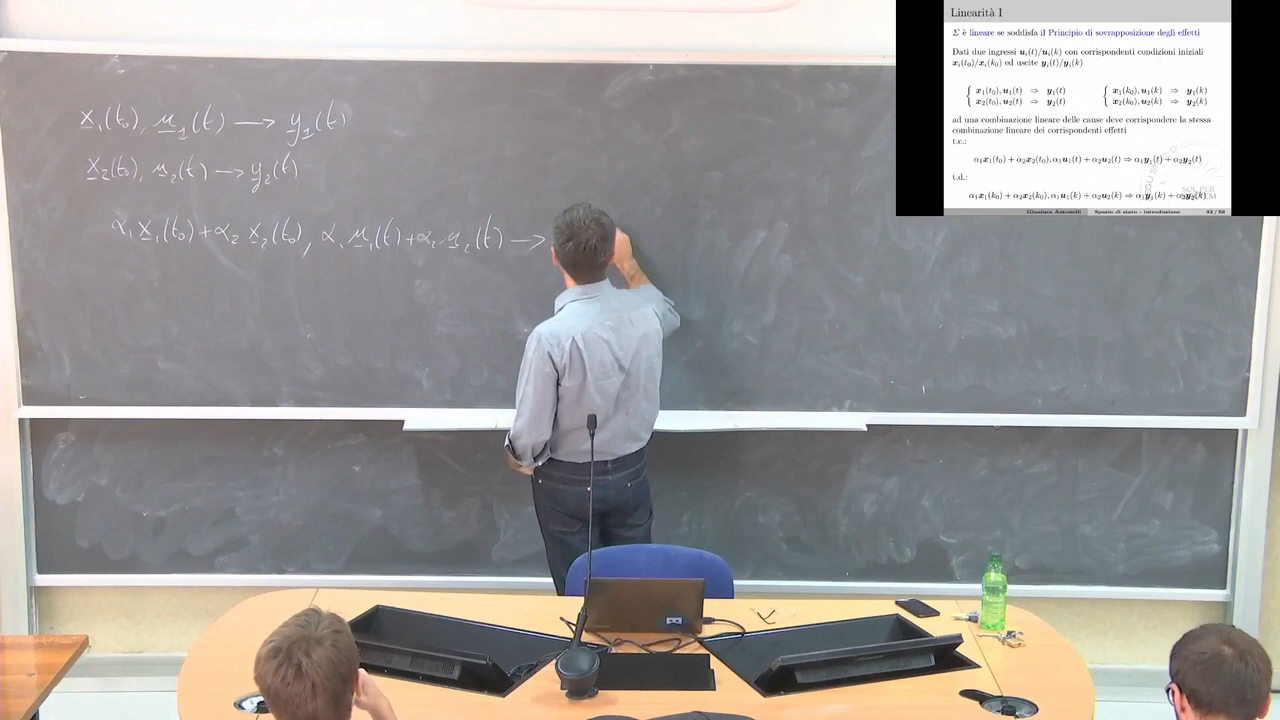 x₁(t₀), u₁(t) → y₁(t)
x₂(t₀), u₂(t) → y₂(t)
α₁ x₁(t₀) + α₂ x₂(t₀), α₁ u₁(t) + α₂ u₂(t) →
Linearità I
Σ è lineare se soddisfa il Principio di sovrapposizione degli effetti
Dati due ingressi uᵢ(t)/uᵢ(k) con corrispondenti condizioni iniziali
xᵢ(t₀)/xᵢ(k₀) ed uscite yᵢ(t)/yᵢ(k)
{ x₁(t₀), u₁(t) ⇒ y₁(t) { x₁(k₀), u₁(k) ⇒ y₁(k)
x₂(t₀), u₂(t) ⇒ y₂(t) x₂(k₀), u₂(k) ⇒ y₂(k)
ad una combinazione lineare delle cause deve corrispondere la stessa
combinazione lineare dei corrispondenti effetti
t.c.:
α₁x₁(t₀) + α₂x₂(t₀), α₁u₁(t) + α₂u₂(t) ⇒ α₁y₁(t) + α₂y₂(t)
t.d.:
α₁x₁(k₀) + α₂x₂(k₀), α₁u₁(k) + α₂u₂(k) ⇒ α₁y₁(k) + α₂y₂(k)
Gianluca Antonelli Spazio di stato - introduzione 32 / 59